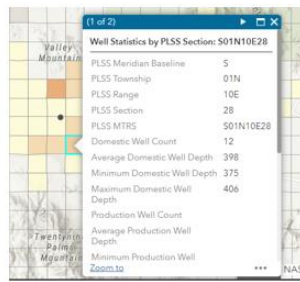 (1 of 2)
Well Statistics by PLSS Section: S01N10E28
PLSS Meridian Baseline S
PLSS Township 01N
PLSS Range 10E
PLSS Section 28
PLSS MTRS S01N10E28
Domestic Well Count 12
Average Domestic Well Depth 398
Minimum Domestic Well Depth 375
Maximum Domestic Well 406
Depth
Production Well Count
Average Production Well
Depth
Minimum Production Well
Zoom to
Valley
Mountain
Twentynin
Palm
Mountain
NAS